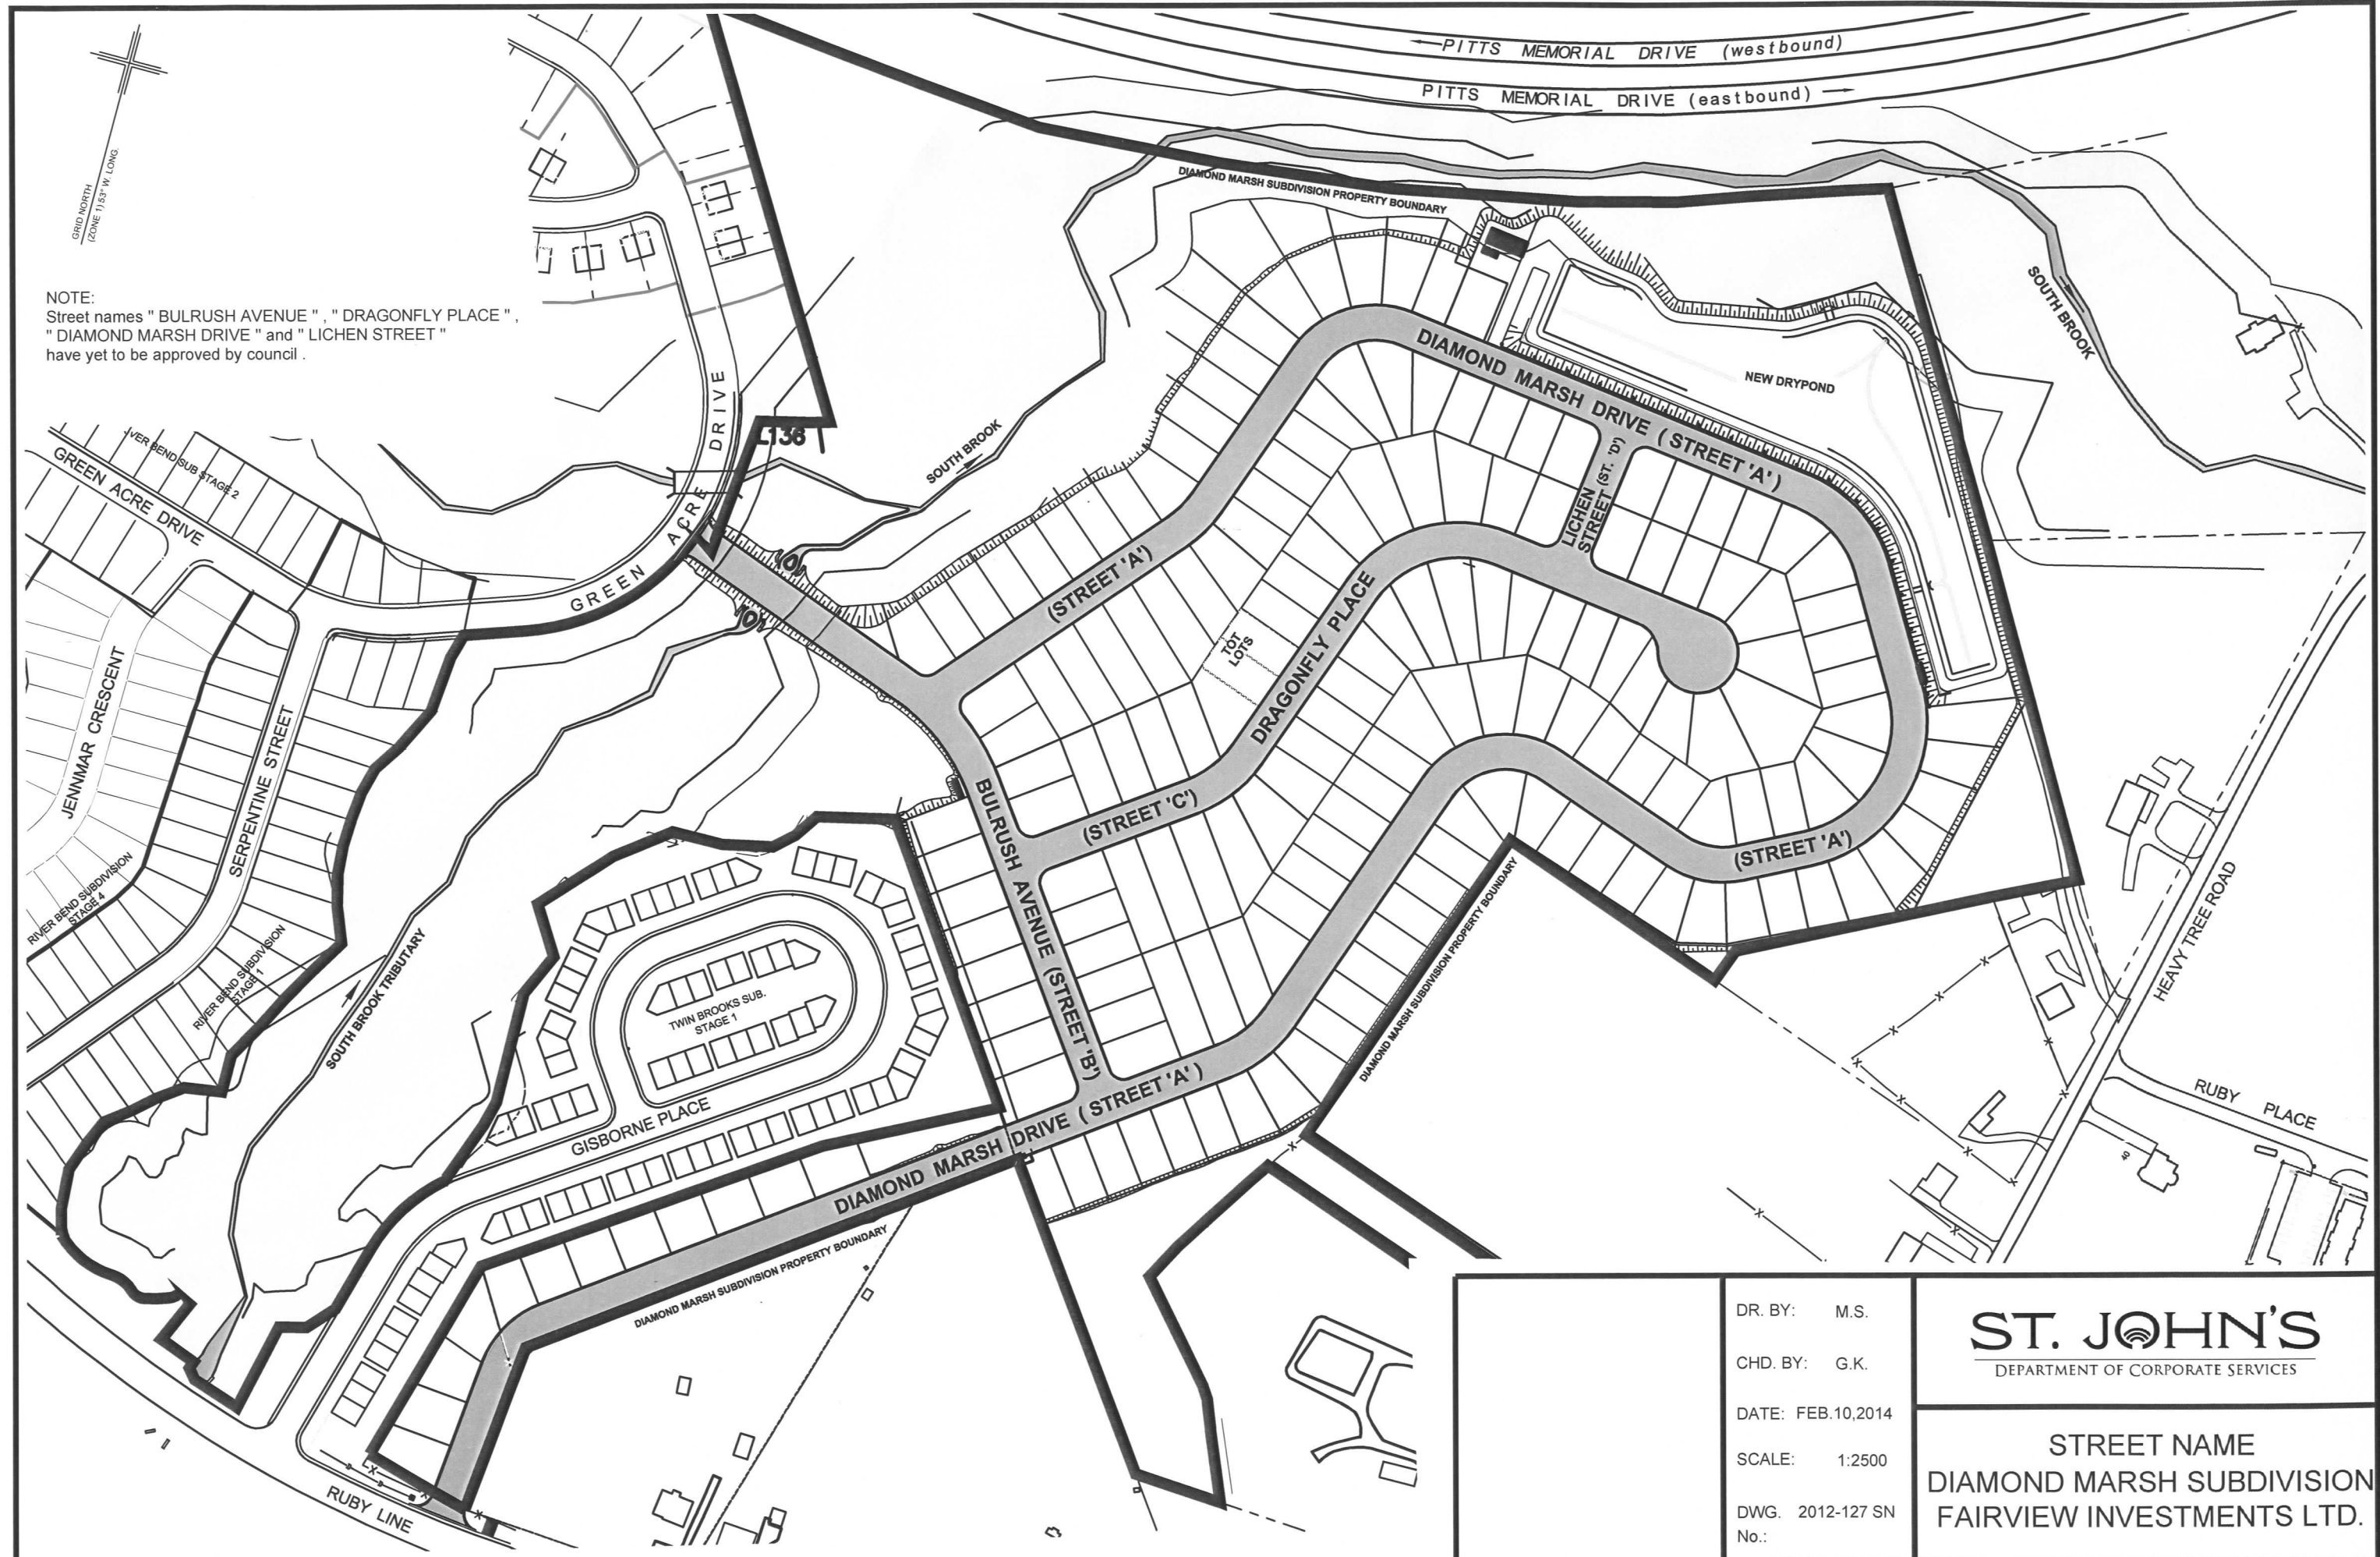 PITTS MEMORIAL DRIVE (westbound)
PITTS MEMORIAL DRIVE (eastbound)
GRID NORTH
(ZONE 1) 53° W. LONG.
NOTE:
Street names " BULRUSH AVENUE " , " DRAGONFLY PLACE " ,
" DIAMOND MARSH DRIVE " and " LICHEN STREET "
have yet to be approved by council .
DIAMOND MARSH SUBDIVISION PROPERTY BOUNDARY
SOUTH BROOK
DIAMOND MARSH DRIVE ( STREET 'A' )
NEW DRYPOND
LICHEN
STREET (ST. 'D')
GREEN ACRE DRIVE
L136
SOUTH BROOK
VER BEND SUB STAGE 2
GREEN ACRE DRIVE
(STREET 'A')
TOT
LOTS
DRAGONFLY PLACE
(STREET 'C')
JENNMAR CRESCENT
SERPENTINE STREET
BULRUSH AVENUE (STREET 'B')
(STREET 'A')
RIVER BEND SUBDIVISION
STAGE 4
RIVER BEND SUBDIVISION
STAGE 1
SOUTH BROOK TRIBUTARY
TWIN BROOKS SUB.
STAGE 1
DIAMOND MARSH SUBDIVISION PROPERTY BOUNDARY
HEAVY TREE ROAD
RUBY PLACE
40
GISBORNE PLACE
DIAMOND MARSH DRIVE ( STREET 'A' )
DIAMOND MARSH SUBDIVISION PROPERTY BOUNDARY
RUBY LINE
DR. BY: M.S.
CHD. BY: G.K.
DATE: FEB.10,2014
SCALE: 1:2500
DWG. 2012-127 SN
No.:
ST. JOHN'S
DEPARTMENT OF CORPORATE SERVICES
STREET NAME
DIAMOND MARSH SUBDIVISION
FAIRVIEW INVESTMENTS LTD.